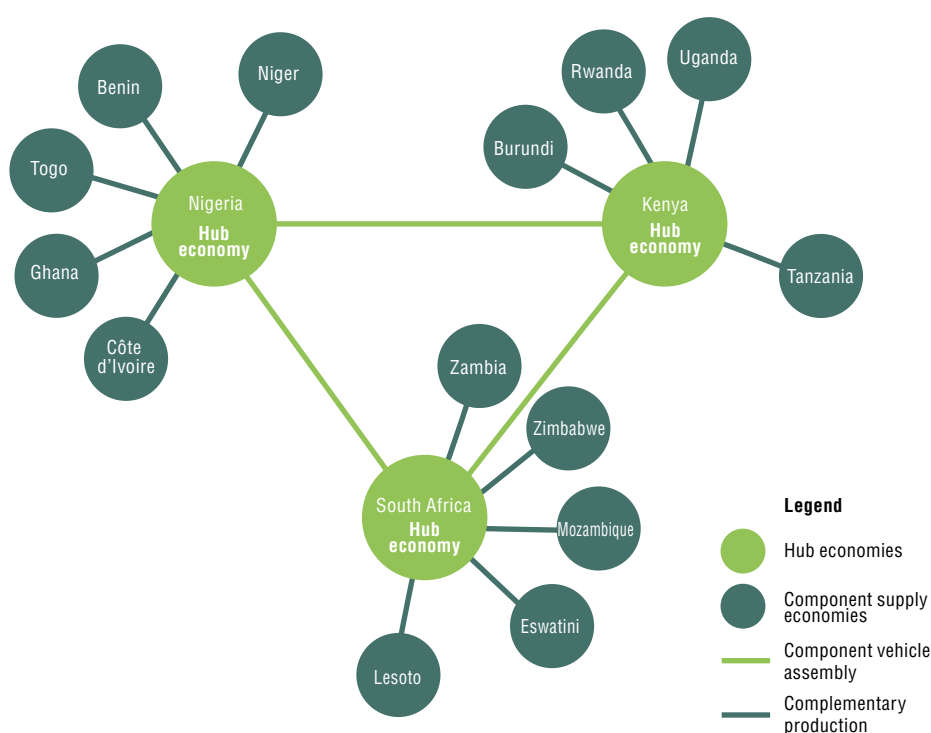 Niger
Benin
Togo
Ghana
Côte
d'Ivoire
Nigeria
Hub
economy
Uganda
Rwanda
Burundi
Kenya
Hub
economy
Tanzania
Zambia
Zimbabwe
Mozambique
Eswatini
Lesoto
South Africa
Hub
economy
Legend
Hub economies
Component supply
economies
Component vehicle
assembly
Complementary
production